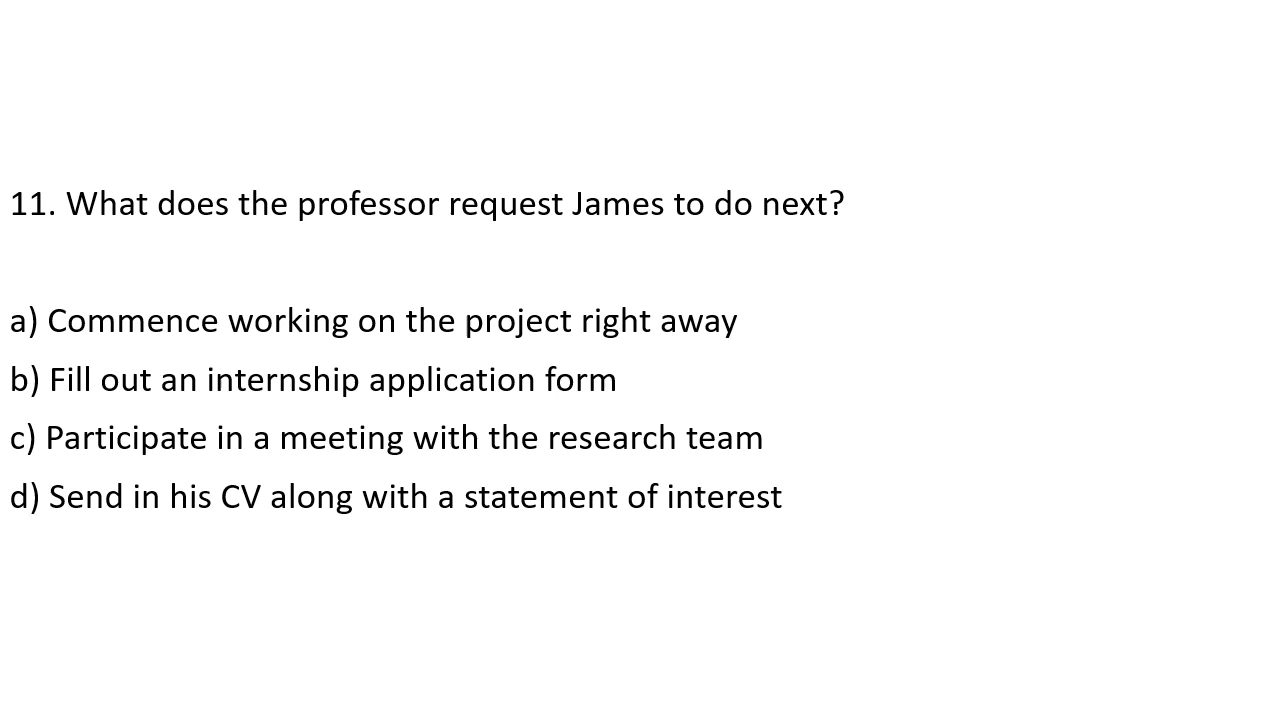 11. What does the professor request James to do next?
a) Commence working on the project right away
b) Fill out an internship application form
c) Participate in a meeting with the research team
d) Send in his CV along with a statement of interest